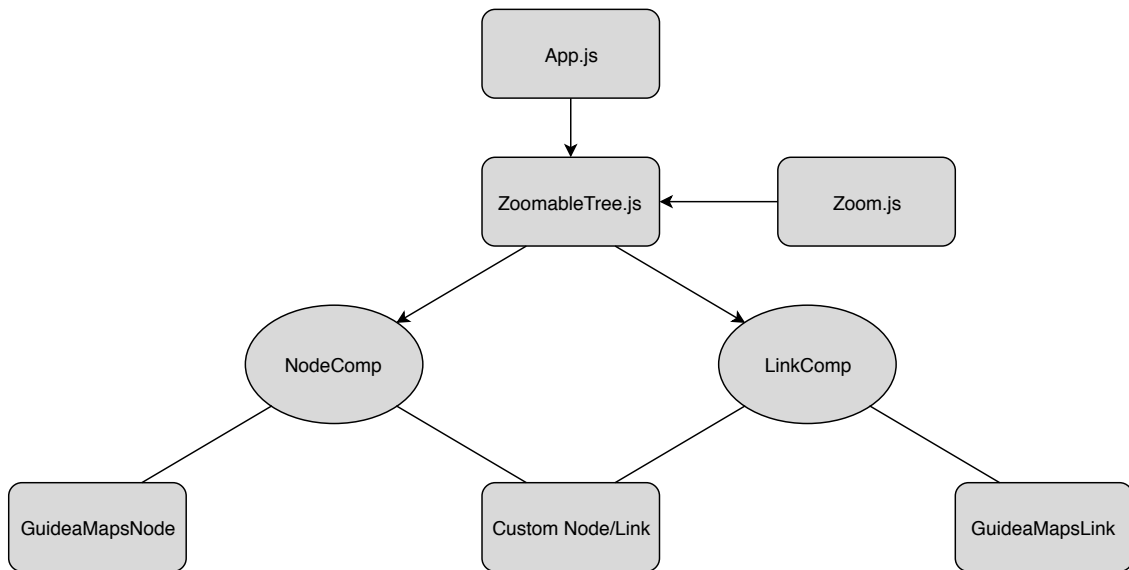 App.js
ZoomableTree.js
Zoom.js
NodeComp
LinkComp
GuideaMapsNode
Custom Node/Link
GuideaMapsLink